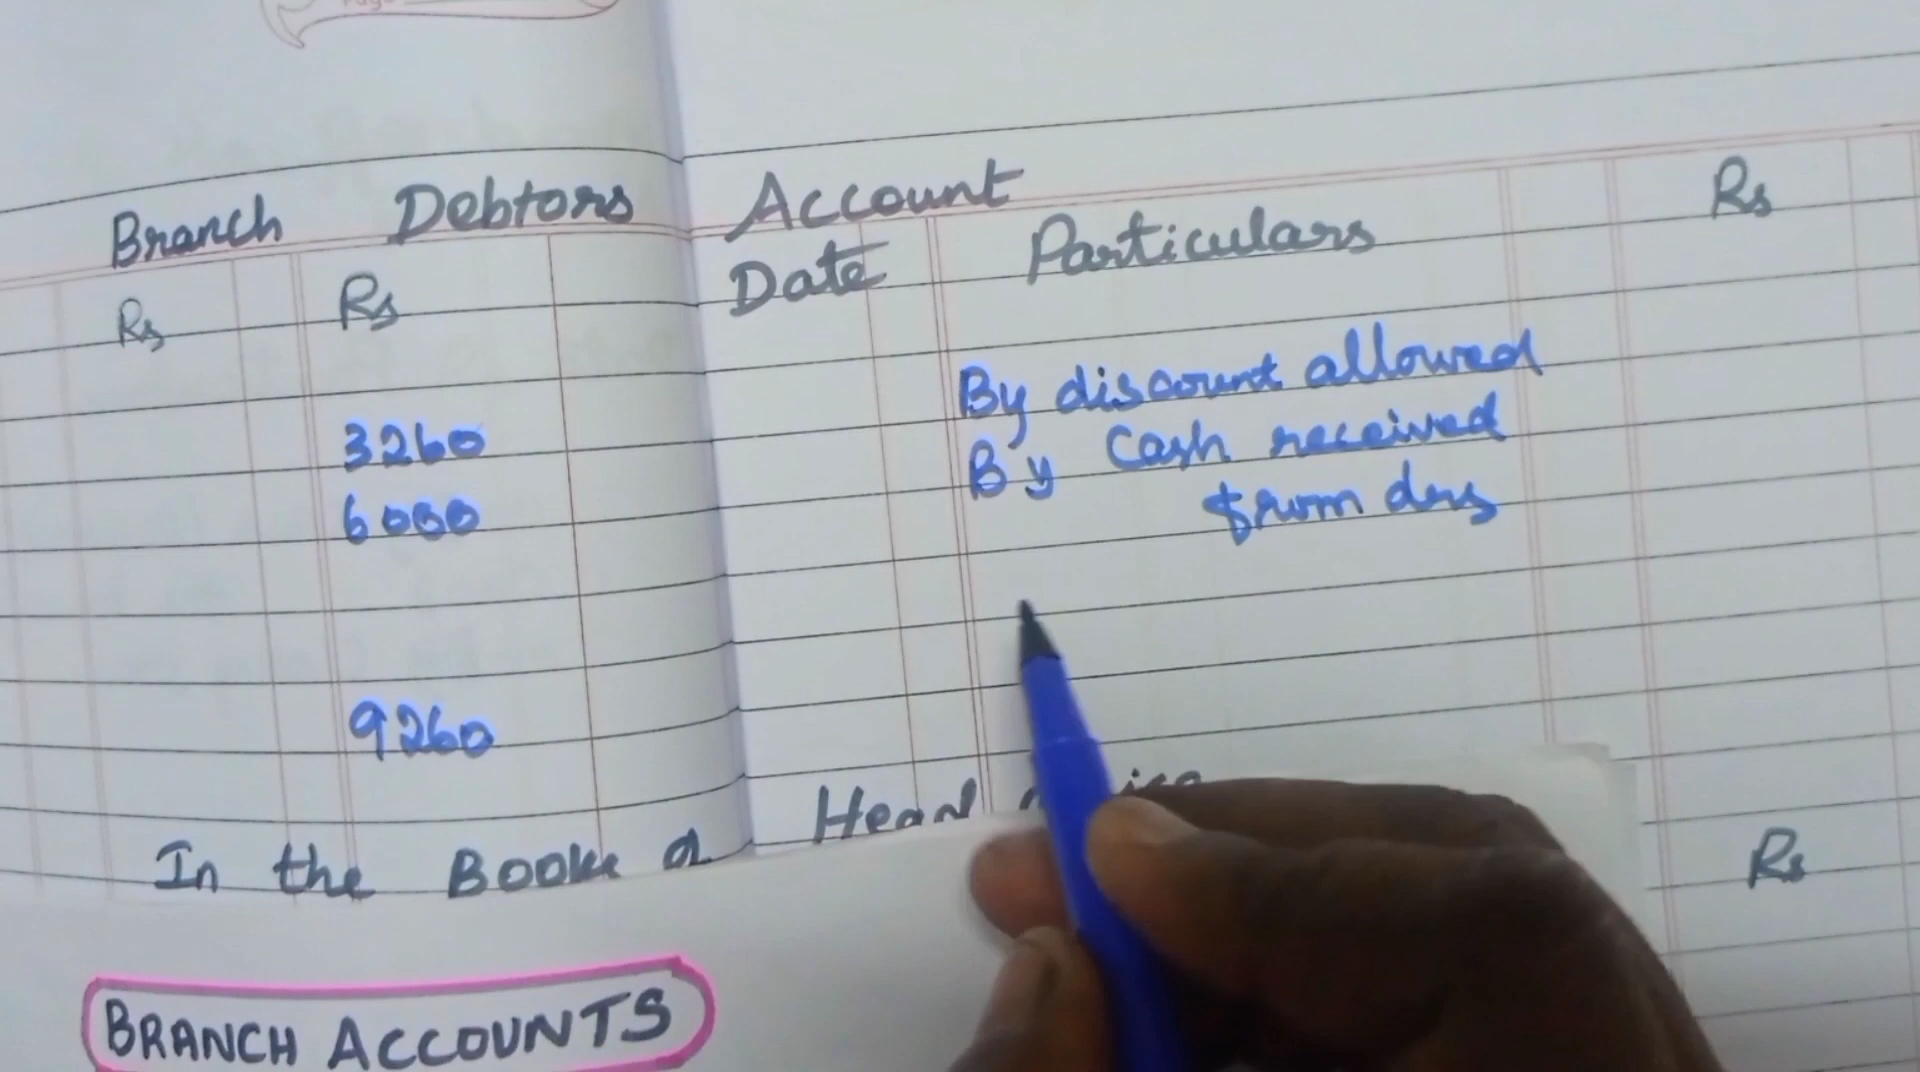 Branch Debtors Account
Rs Rs Date Particulars Rs
3260 By discount allowed
6000 By Cash received
from drs
9260
In the Books of Head
Rs
BRANCH ACCOUNTS